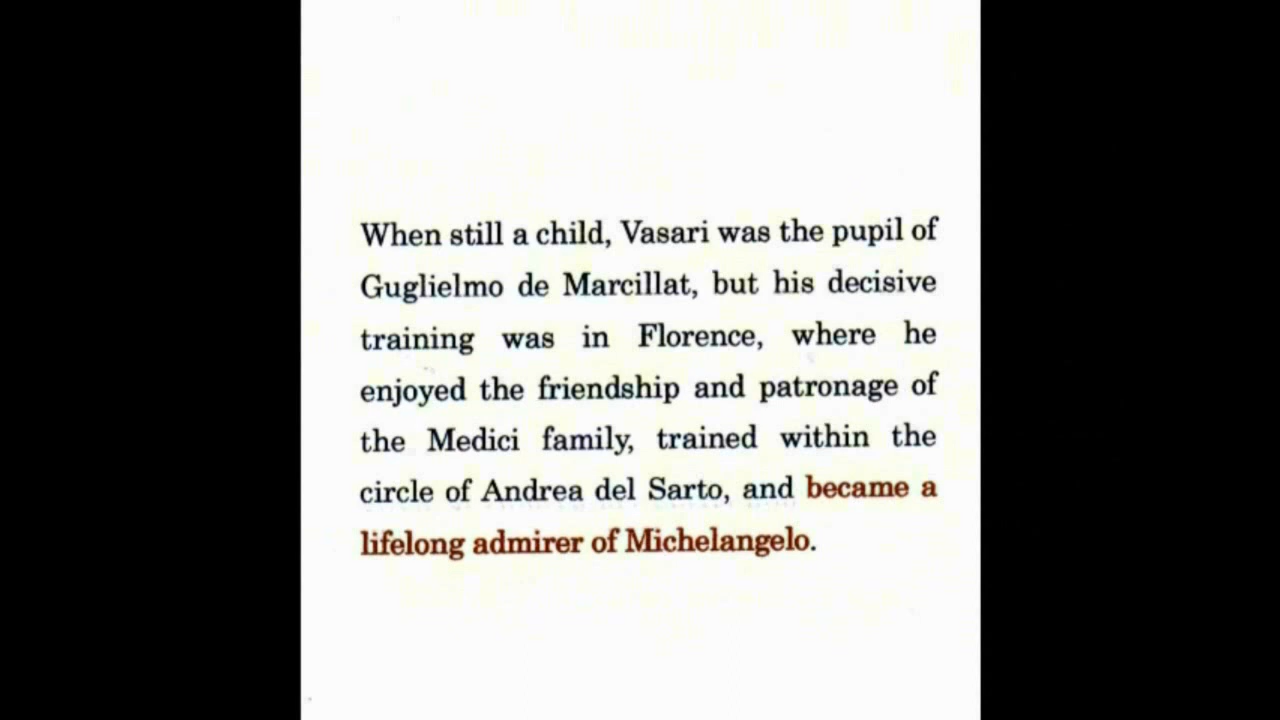 When still a child, Vasari was the pupil of
Guglielmo de Marcillat, but his decisive
training was in Florence, where he
enjoyed the friendship and patronage of
the Medici family, trained within the
circle of Andrea del Sarto, and became a
lifelong admirer of Michelangelo.